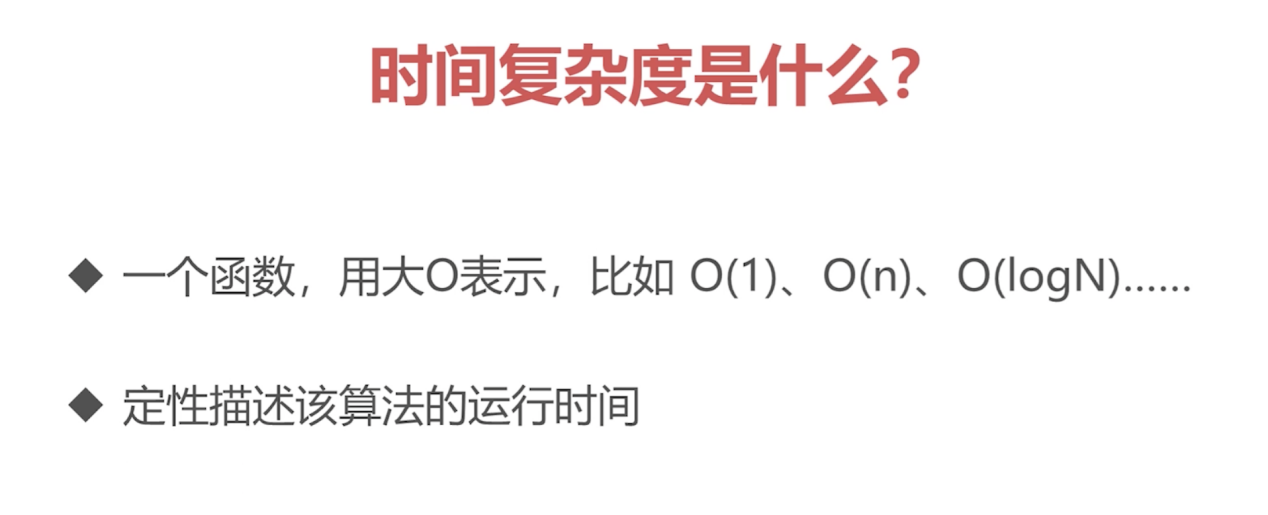 时间复杂度是什么？
◆ 一个函数，用大O表示，比如 O(1)、O(n)、O(logN)......
◆ 定性描述该算法的运行时间